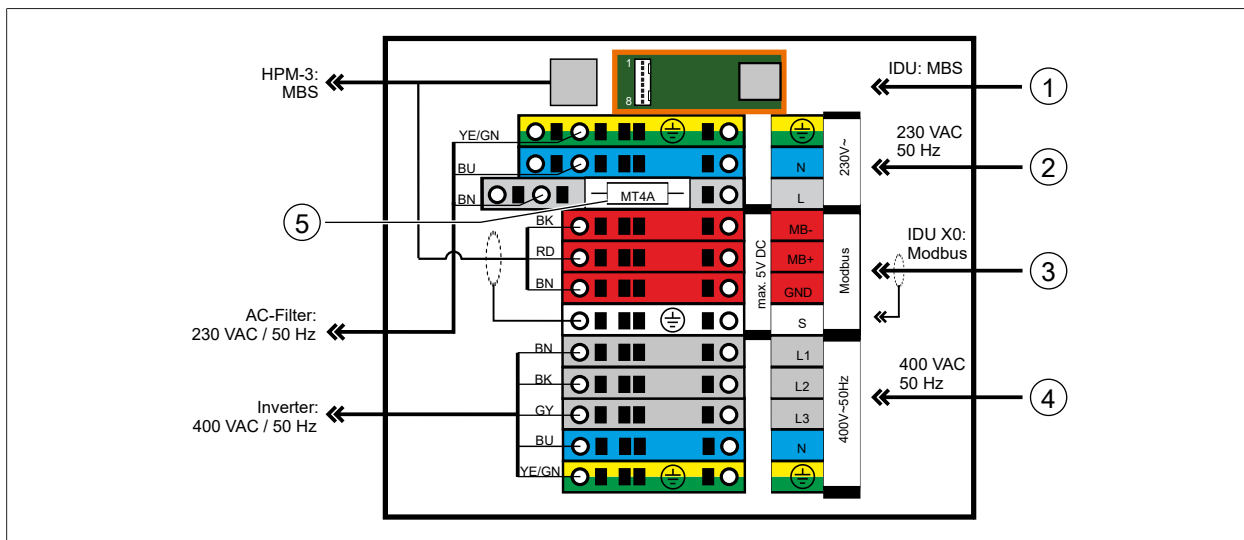 HPM-3:
MBS
1
8
IDU: MBS
1
YE/GN
230 VAC
50 Hz
2
230V~
BU
N
BN
MT4A
L
5
BK
MB-
IDU X0:
Modbus
3
RD
MB+
max. 5V DC
Modbus
BN
GND
S
AC-Filter:
230 VAC / 50 Hz
BN
L1
400 VAC
50 Hz
4
BK
L2
400V~50Hz
Inverter:
400 VAC / 50 Hz
GY
L3
BU
N
YE/GN